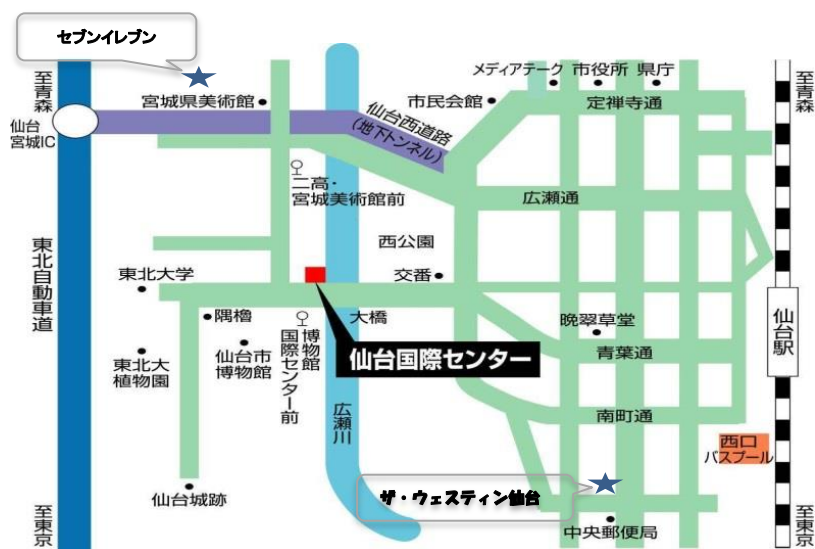 セブンイレブン
メディアテーク 市役所 県庁
至青森
至青森
宮城県美術館
市民会館
定禅寺通
仙台
宮城IC
仙台西道路
(地下トンネル)
二高・
宮城美術館前
広瀬通
西公園
東北自動車道
東北大学
交番
隅櫓
大橋
晩翠草堂
仙台駅
仙台市
博物館
博物館
国際センター前
仙台国際センター
青葉通
東北大
植物園
広瀬川
南町通
西口
バスプール
仙台城跡
ザ・ウェスティン仙台
中央郵便局
至東京
至東京